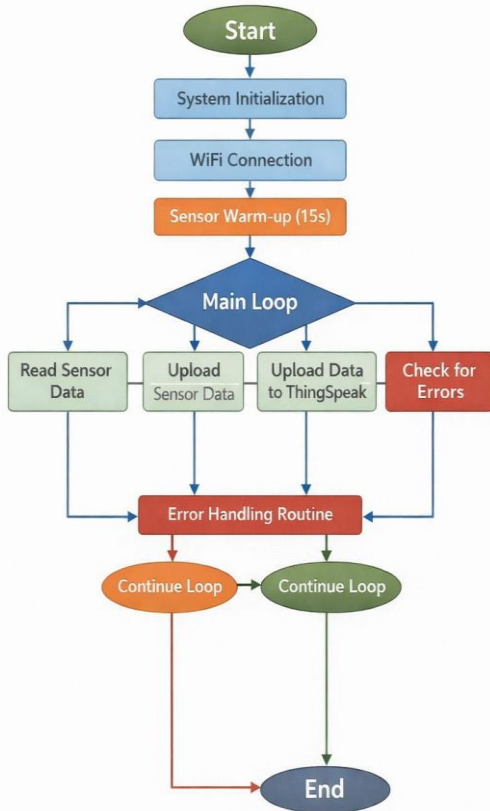 Start
System Initialization
WiFi Connection
Sensor Warm-up (15s)
Main Loop
Read Sensor
Data
Upload
Sensor Data
Upload Data
to ThingSpeak
Check for
Errors
Error Handling Routine
Continue Loop
Continue Loop
End